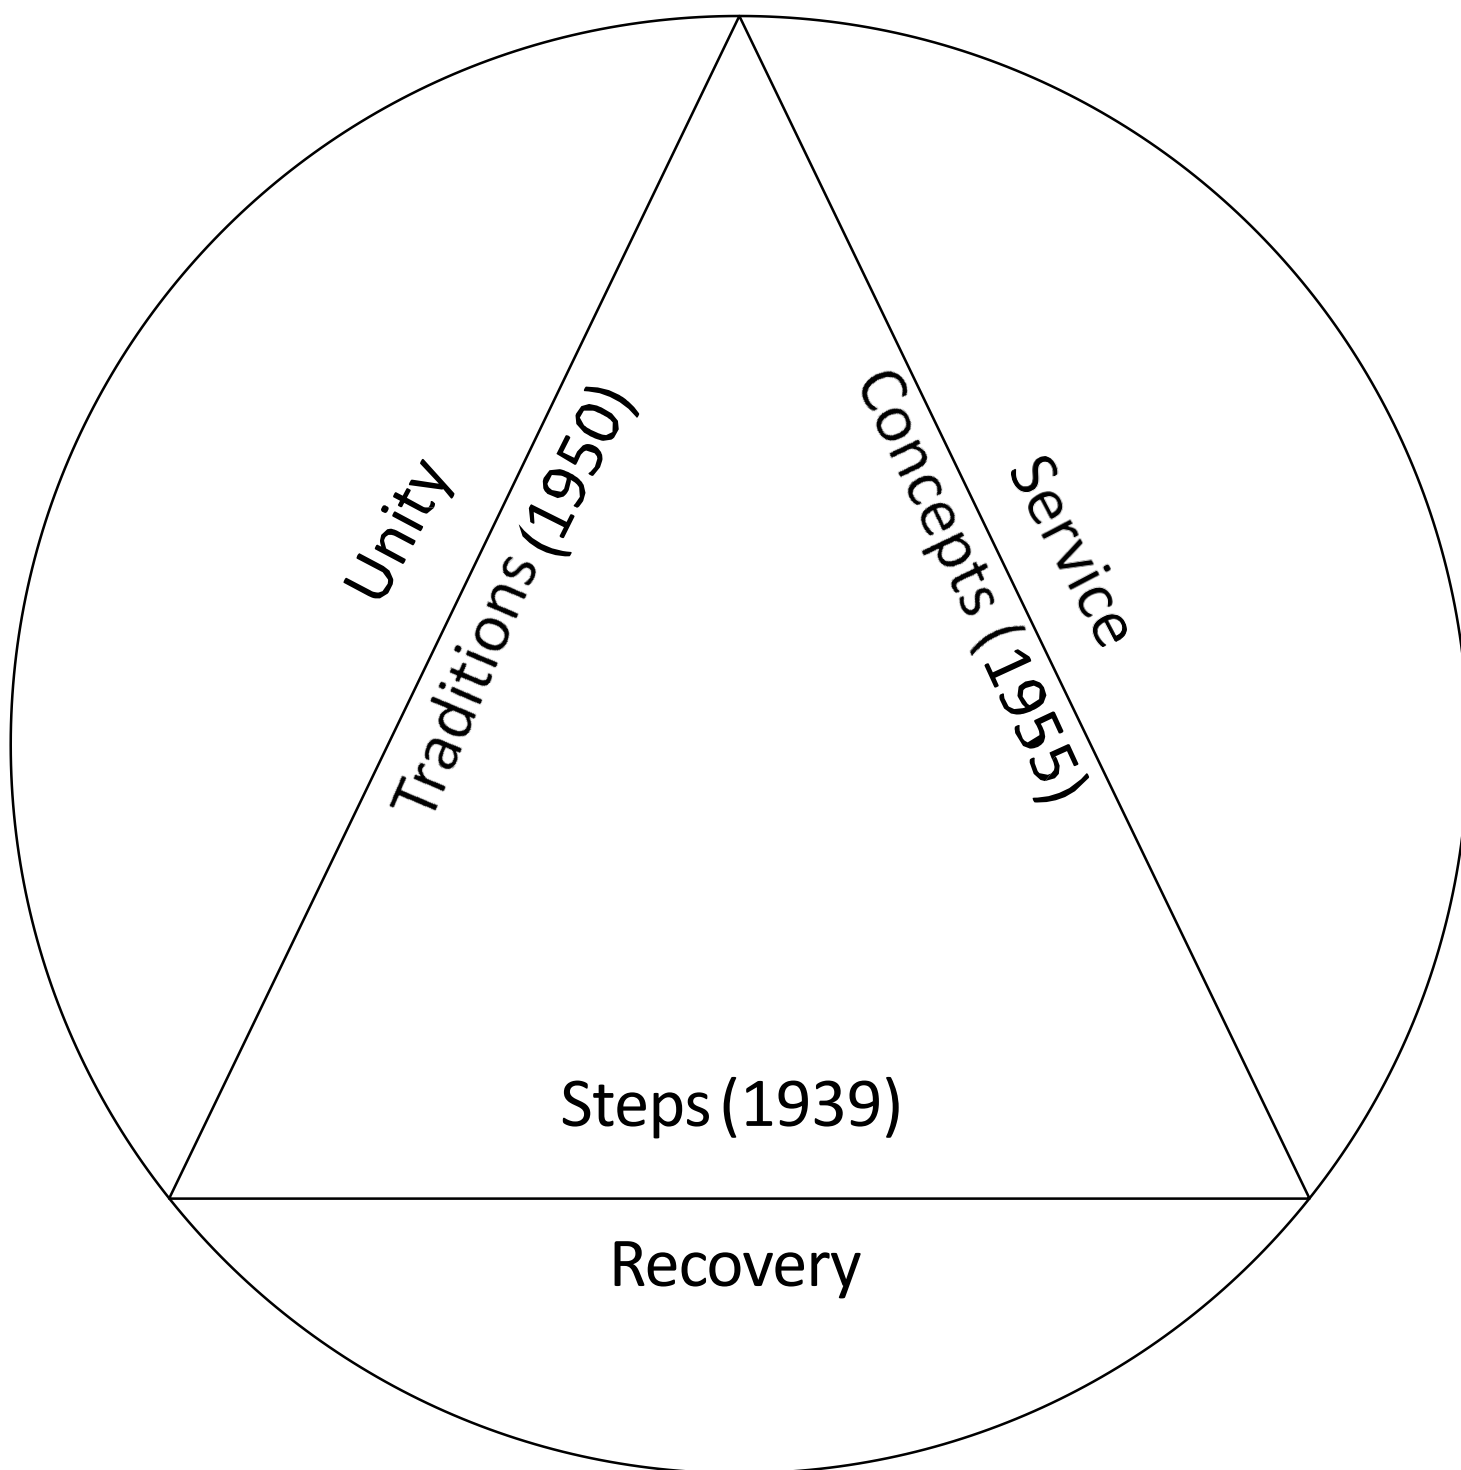 Unity
Traditions (1950)
Concepts (1955)
Service
Steps (1939)
Recovery